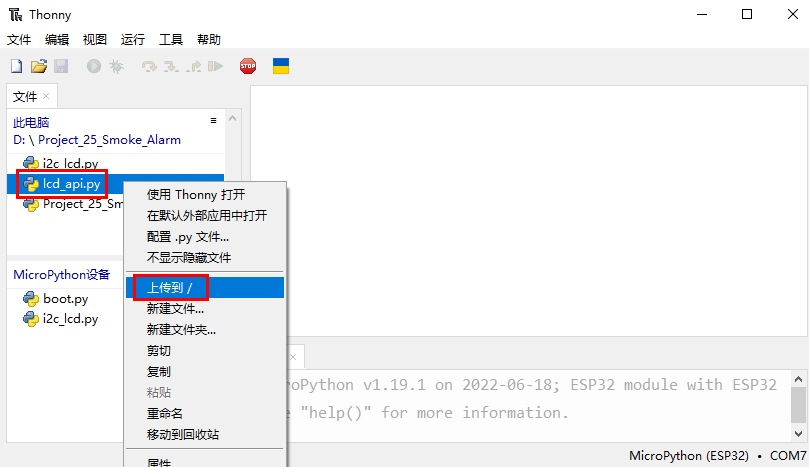 Thonny
文件 编辑 视图 运行 工具 帮助
STOP
文件 ×
此电脑 ≡
D: \ Project_25_Smoke_Alarm
i2c_lcd.py
lcd_api.py
Project_25_Sm
使用 Thonny 打开
在默认外部应用中打开
配置 .py 文件...
不显示隐藏文件
上传到 /
新建文件...
新建文件夹...
剪切
复制
粘贴
重命名
移动到回收站
属性
MicroPython设备
boot.py
i2c_lcd.py
roPython v1.19.1 on 2022-06-18; ESP32 module with ESP32
e "help()" for more information.
MicroPython (ESP32) • COM7